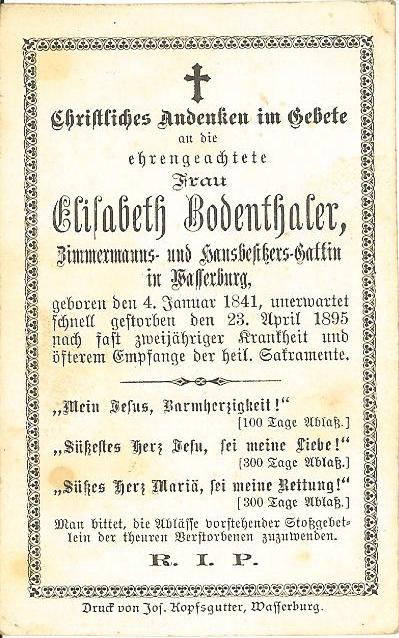 Christliches Andenken im Gebete
an die
ehrengeachtete
Frau
Elisabeth Bodenthaler,
Zimmermanns- und Hausbesitzers-Gattin
in Wasserburg,
geboren den 4. Januar 1841, unerwartet
schnell gestorben den 23. April 1895
nach fast zweijähriger Krankheit und
öfterem Empfange der heil. Sakramente.
„Mein Jesus, Barmherzigkeit!“
[100 Tage Ablaß.]
„Süßestes Herz Jesu, sei meine Liebe!“
[300 Tage Ablaß.]
„Süßes Herz Mariä, sei meine Rettung!“
[300 Tage Ablaß.]
Man bittet, die Ablässe vorstehender Stoßgebet-
lein der theuren Verstorbenen zuzuwenden.
R. I. P.
Druck von Jos. Kopfsgutter, Wasserburg.